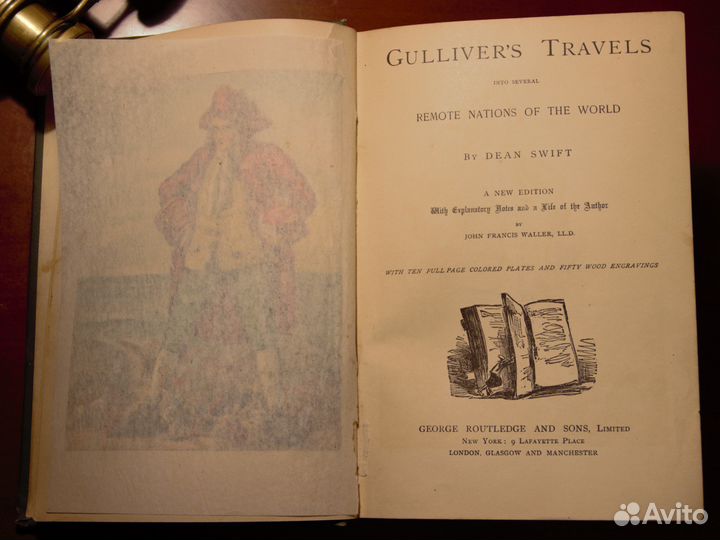 GULLIVER'S TRAVELS
INTO SEVERAL
REMOTE NATIONS OF THE WORLD
BY DEAN SWIFT
A NEW EDITION
With Explanatory Notes and a Life of the Author
BY
JOHN FRANCIS WALLER, LL.D.
WITH TEN FULL PAGE COLORED PLATES AND FIFTY WOOD ENGRAVINGS
GEORGE ROUTLEDGE AND SONS, LIMITED
NEW YORK: 9 LAFAYETTE PLACE
LONDON, GLASGOW AND MANCHESTER
Avito